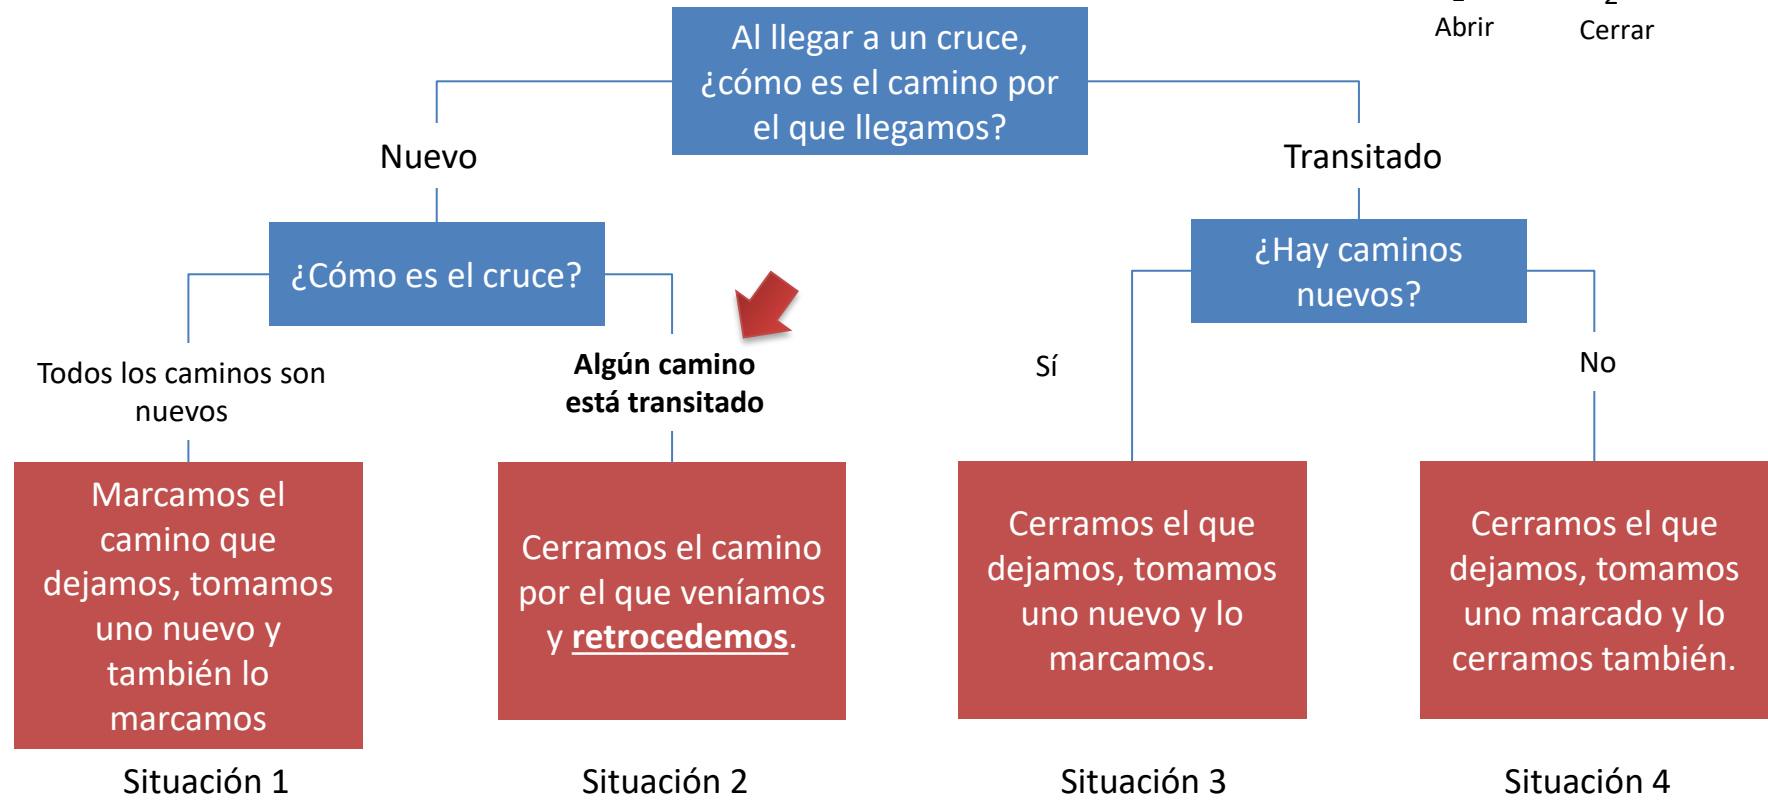 1
2
Abrir
Cerrar
Al llegar a un cruce,
¿cómo es el camino por
el que llegamos?
Nuevo
Transitado
¿Cómo es el cruce?
¿Hay caminos
nuevos?
Todos los caminos son
nuevos
Algún camino
está transitado
Sí
No
Marcamos el
camino que
dejamos, tomamos
uno nuevo y
también lo
marcamos
Cerramos el camino
por el que veníamos
y retrocedemos.
Cerramos el que
dejamos, tomamos
uno nuevo y lo
marcamos.
Cerramos el que
dejamos, tomamos
uno marcado y lo
cerramos también.
Situación 1
Situación 2
Situación 3
Situación 4